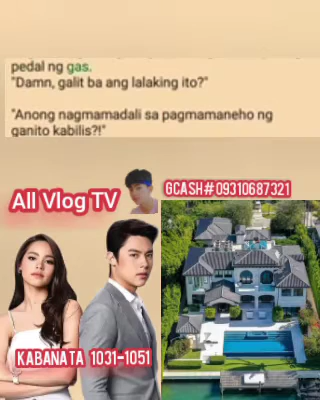 pedal ng gas.
"Damn, galit ba ang lalaking ito?"
"Anong nagmamadali sa pagmamaneho ng
ganito kabilis?!"
GCASH#09310687321
All Vlog TV
KABANATA 1031-1051